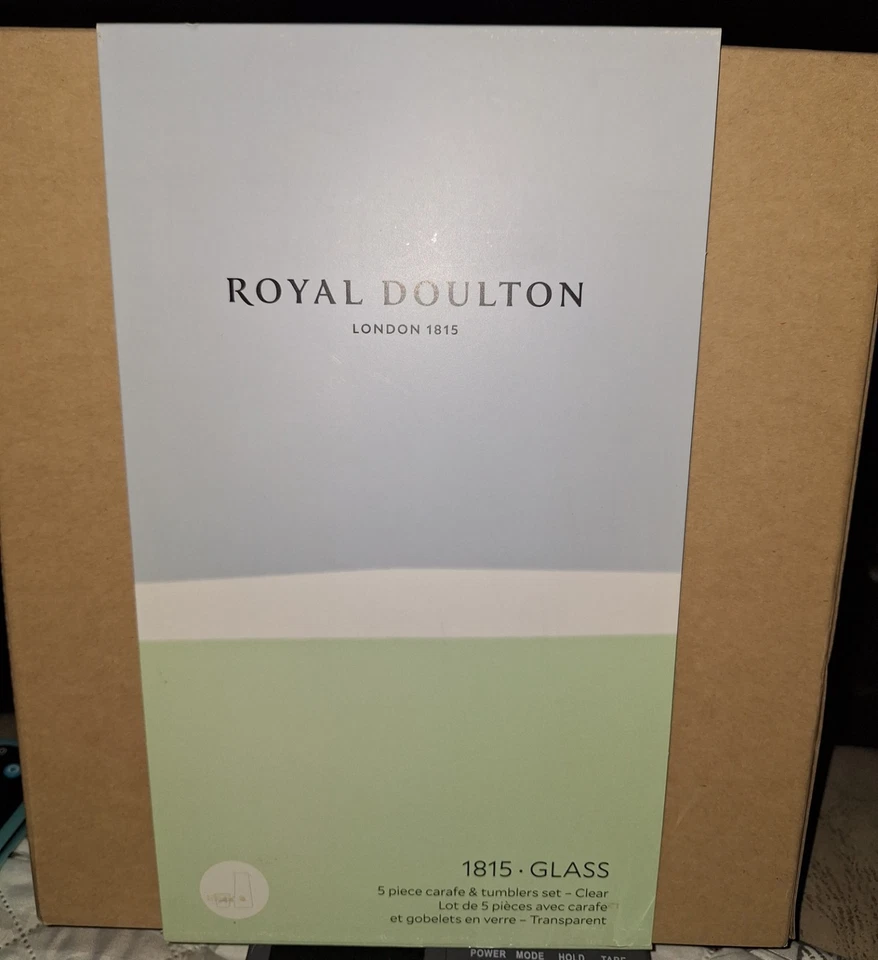 ROYAL DOULTON
LONDON 1815
1815 · GLASS
5 piece carafe & tumblers set – Clear
Lot de 5 pièces avec carafe
et gobelets en verre – Transparent
POWER MODE HOLD TARE